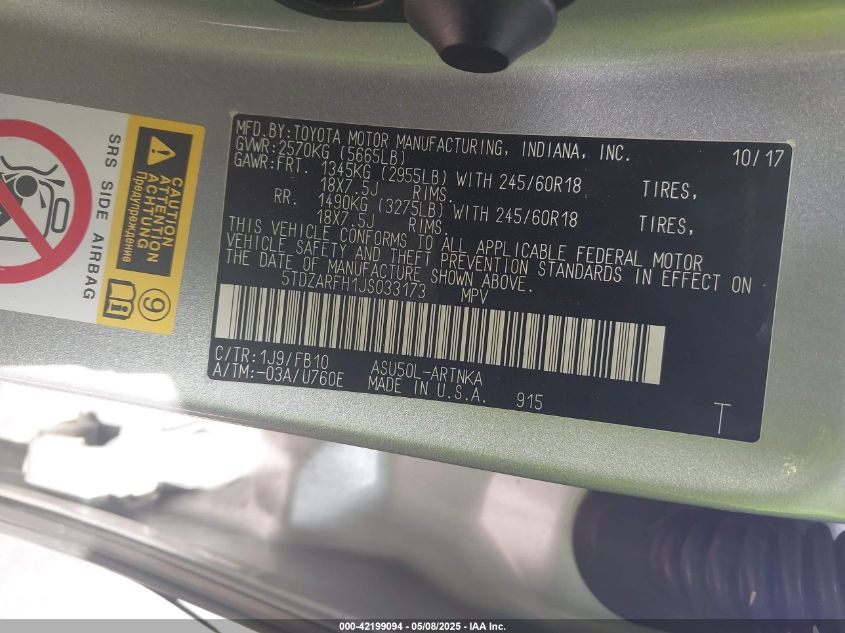 SRS SIDE AIRBAG
CAUTION
ATTENTION
ACHTUNG
Предупреждение
9
MFD.BY:TOYOTA MOTOR MANUFACTURING, INDIANA, INC. 10/17
GVWR:2570KG (5665LB)
GAWR:FRT. 1345KG (2955LB) WITH 245/60R18 TIRES,
18X7.5J RIMS.
RR. 1490KG (3275LB) WITH 245/60R18 TIRES,
18X7.5J RIMS.
THIS VEHICLE CONFORMS TO ALL APPLICABLE FEDERAL MOTOR
VEHICLE SAFETY AND THEFT PREVENTION STANDARDS IN EFFECT ON
THE DATE OF MANUFACTURE SHOWN ABOVE.
5TDZARFH1JS033173 MPV
C/TR:1J9/FB10 ASU50L-ARTNKA
A/TM:-03A/U760E MADE IN U.S.A. 915
T
000-42199094 - 05/08/2025 - IAA Inc.